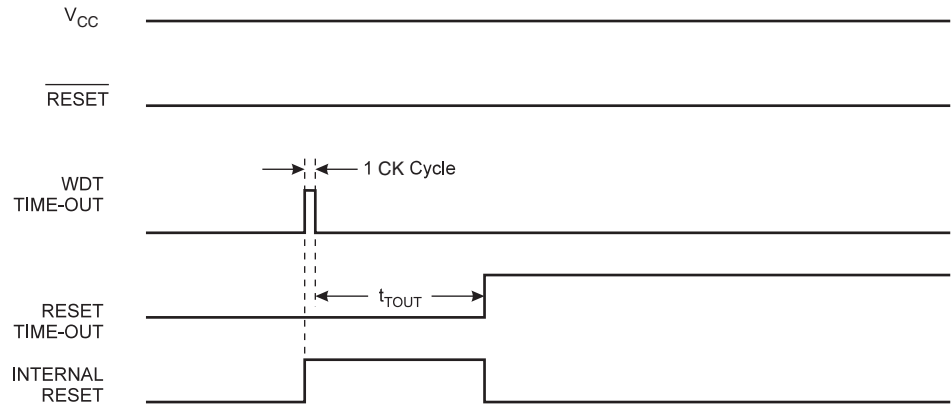 VCC
RESET
1 CK Cycle
WDT
TIME-OUT
tTOUT
RESET
TIME-OUT
INTERNAL
RESET